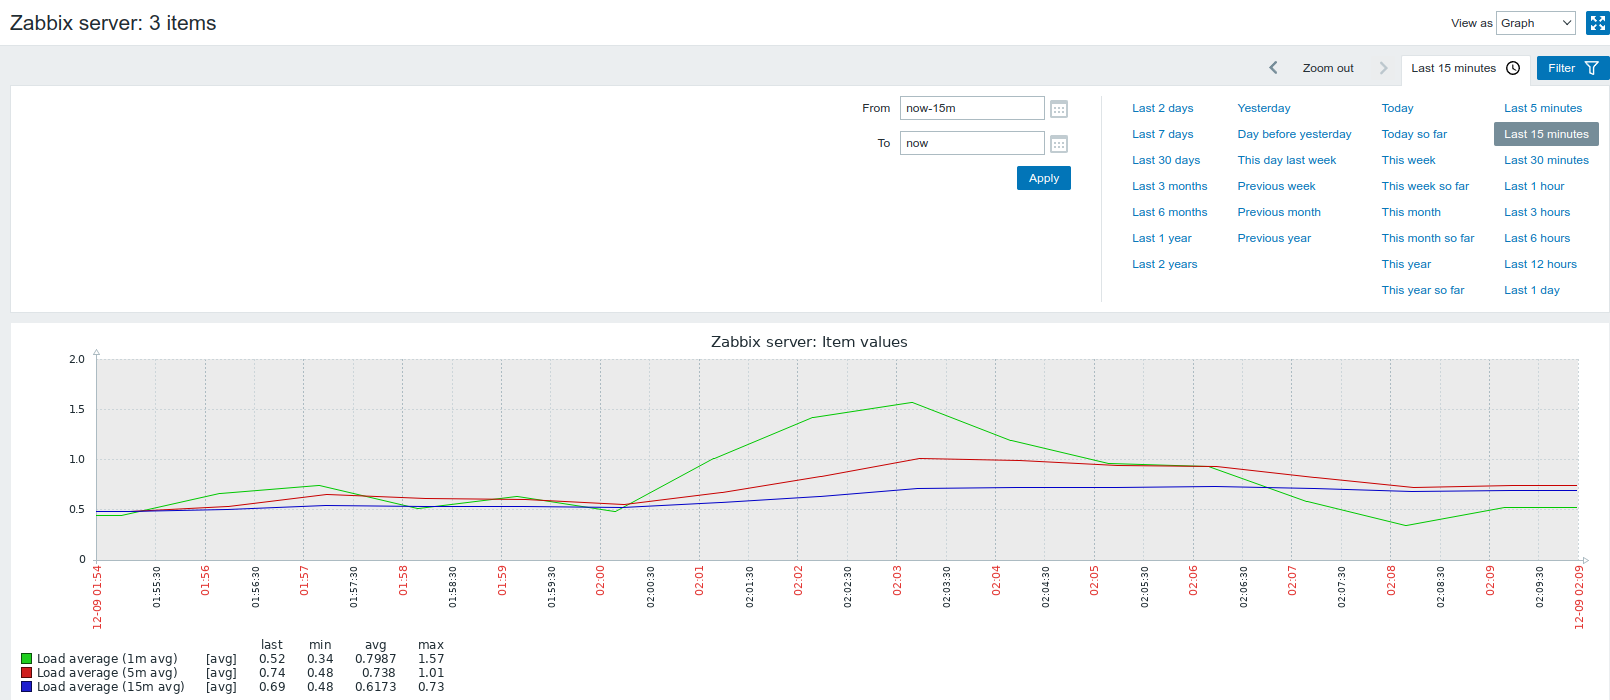 Zabbix server: 3 items
View as Graph
Zoom out Last 15 minutes Filter
From now-15m
To now
Apply
Last 2 days Yesterday Today Last 5 minutes
Last 7 days Day before yesterday Today so far Last 15 minutes
Last 30 days This day last week This week Last 30 minutes
Last 3 months Previous week This week so far Last 1 hour
Last 6 months Previous month This month Last 3 hours
Last 1 year Previous year This month so far Last 6 hours
Last 2 years This year Last 12 hours
This year so far Last 1 day
Zabbix server: Item values
2.0
1.5
1.0
0.5
0
12-09 01:54 01:55:30 01:56 01:56:30 01:57 01:57:30 01:58 01:58:30 01:59 01:59:30 02:00 02:00:30 02:01 02:01:30 02:02 02:02:30 02:03 02:03:30 02:04 02:04:30 02:05 02:05:30 02:06 02:06:30 02:07 02:07:30 02:08 02:08:30 02:09 02:09:30 12-09 02:09
last min avg max
Load average (1m avg) [avg] 0.52 0.34 0.7987 1.57
Load average (5m avg) [avg] 0.74 0.48 0.738 1.01
Load average (15m avg) [avg] 0.69 0.48 0.6173 0.73